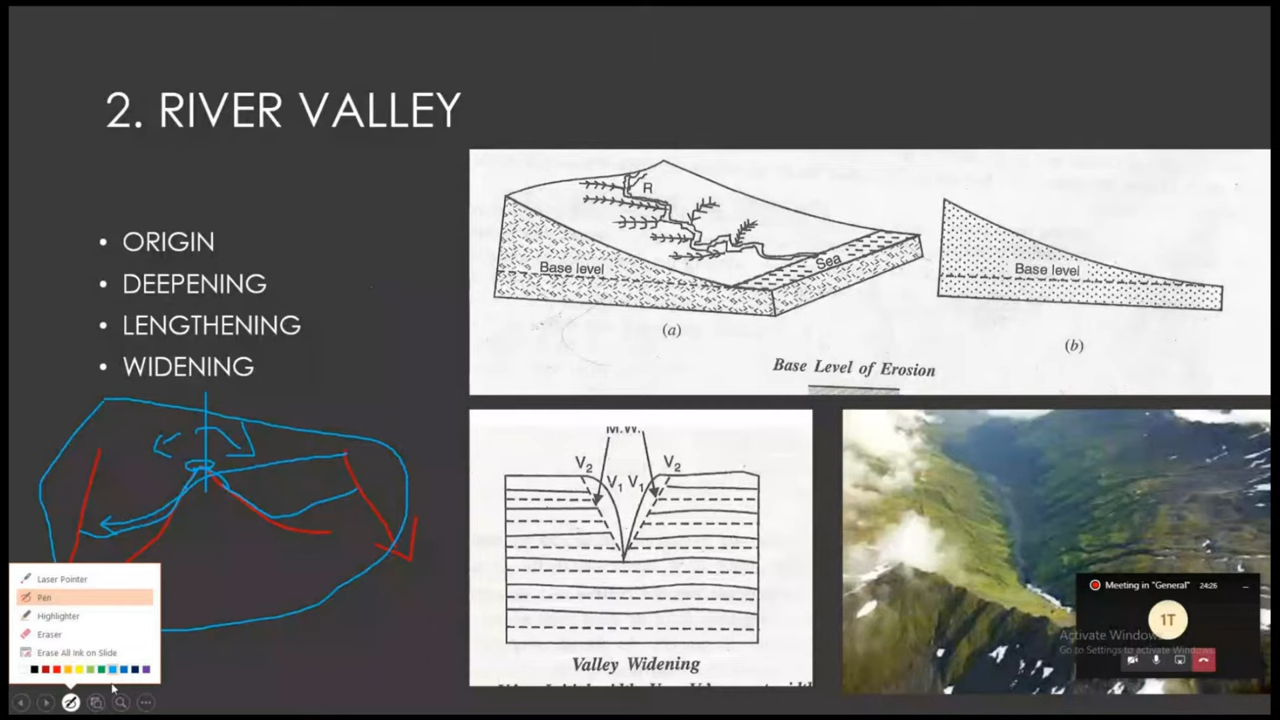 2. RIVER VALLEY
• ORIGIN
• DEEPENING
• LENGTHENING
• WIDENING
R
Base level
Sea
(a)
Base level
(b)
Base Level of Erosion
M.W.
V2 V2
V1 V1
Valley Widening
Laser Pointer
Pen
Highlighter
Eraser
Erase All Ink on Slide
Meeting in "General" 24:26
1T
Activate Windows
Go to Settings to activate Windows.